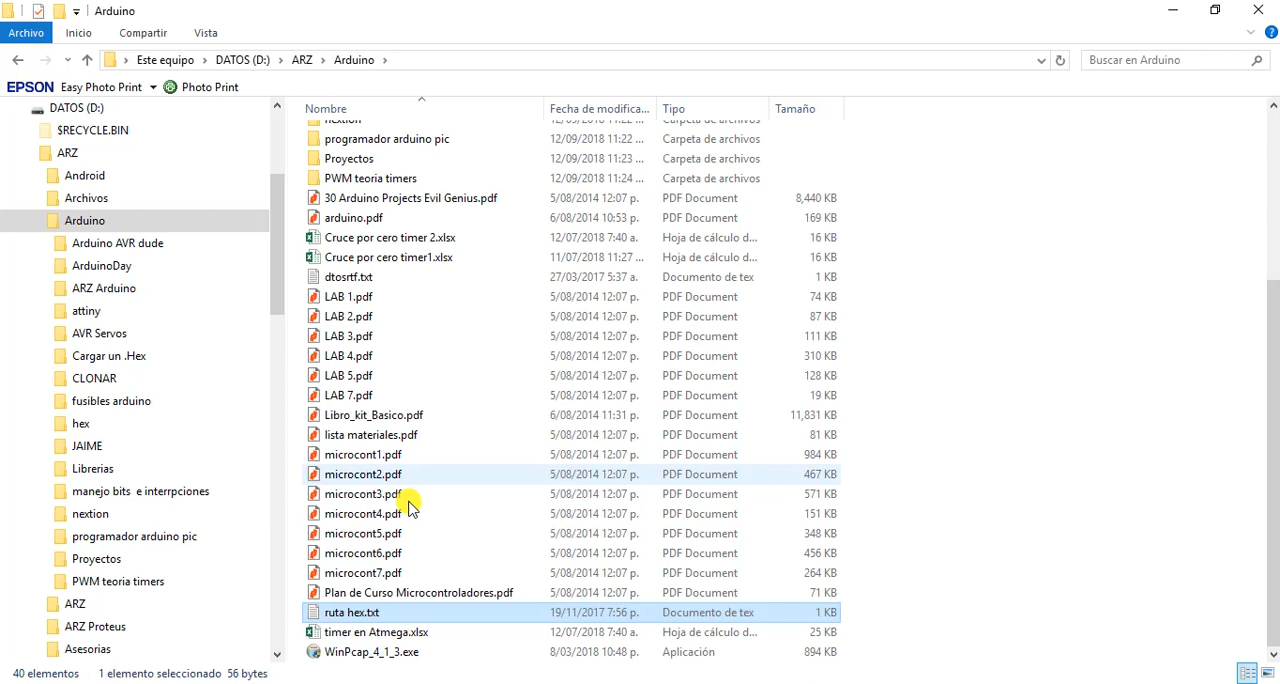 Arduino
Archivo Inicio Compartir Vista
Este equipo DATOS (D:) ARZ Arduino Buscar en Arduino
EPSON Easy Photo Print Photo Print
DATOS (D:)
$RECYCLE.BIN
ARZ
Android
Archivos
Arduino
Arduino AVR dude
ArduinoDay
ARZ Arduino
attiny
AVR Servos
Cargar un .Hex
CLONAR
fusibles arduino
hex
JAIME
Librerias
manejo bits e interrpciones
nextion
programador arduino pic
Proyectos
PWM teoria timers
ARZ
ARZ Proteus
Asesorias
Nombre Fecha de modifica... Tipo Tamaño
nextion 12/09/2018 11:22 ... Carpeta de archivos
programador arduino pic 12/09/2018 11:22 ... Carpeta de archivos
Proyectos 12/09/2018 11:23 ... Carpeta de archivos
PWM teoria timers 12/09/2018 11:24 ... Carpeta de archivos
30 Arduino Projects Evil Genius.pdf 5/08/2014 12:07 p. PDF Document 8,440 KB
arduino.pdf 6/08/2014 10:53 p. PDF Document 169 KB
Cruce por cero timer 2.xlsx 12/07/2018 7:40 a. Hoja de cálculo d... 16 KB
Cruce por cero timer1.xlsx 11/07/2018 11:27 ... Hoja de cálculo d... 16 KB
dtosrtf.txt 27/03/2017 5:37 a. Documento de tex 1 KB
LAB 1.pdf 5/08/2014 12:07 p. PDF Document 74 KB
LAB 2.pdf 5/08/2014 12:07 p. PDF Document 87 KB
LAB 3.pdf 5/08/2014 12:07 p. PDF Document 111 KB
LAB 4.pdf 5/08/2014 12:07 p. PDF Document 310 KB
LAB 5.pdf 5/08/2014 12:07 p. PDF Document 128 KB
LAB 7.pdf 5/08/2014 12:07 p. PDF Document 19 KB
Libro_kit_Basico.pdf 6/08/2014 11:31 p. PDF Document 11,831 KB
lista materiales.pdf 5/08/2014 12:07 p. PDF Document 81 KB
microcont1.pdf 5/08/2014 12:07 p. PDF Document 984 KB
microcont2.pdf 5/08/2014 12:07 p. PDF Document 467 KB
microcont3.pdf 5/08/2014 12:07 p. PDF Document 571 KB
microcont4.pdf 5/08/2014 12:07 p. PDF Document 151 KB
microcont5.pdf 5/08/2014 12:07 p. PDF Document 348 KB
microcont6.pdf 5/08/2014 12:07 p. PDF Document 456 KB
microcont7.pdf 5/08/2014 12:07 p. PDF Document 264 KB
Plan de Curso Microcontroladores.pdf 5/08/2014 12:07 p. PDF Document 71 KB
ruta hex.txt 19/11/2017 7:56 p. Documento de tex 1 KB
timer en Atmega.xlsx 12/07/2018 7:40 a. Hoja de cálculo d... 25 KB
WinPcap_4_1_3.exe 8/03/2018 10:48 p. Aplicación 894 KB
40 elementos 1 elemento seleccionado 56 bytes